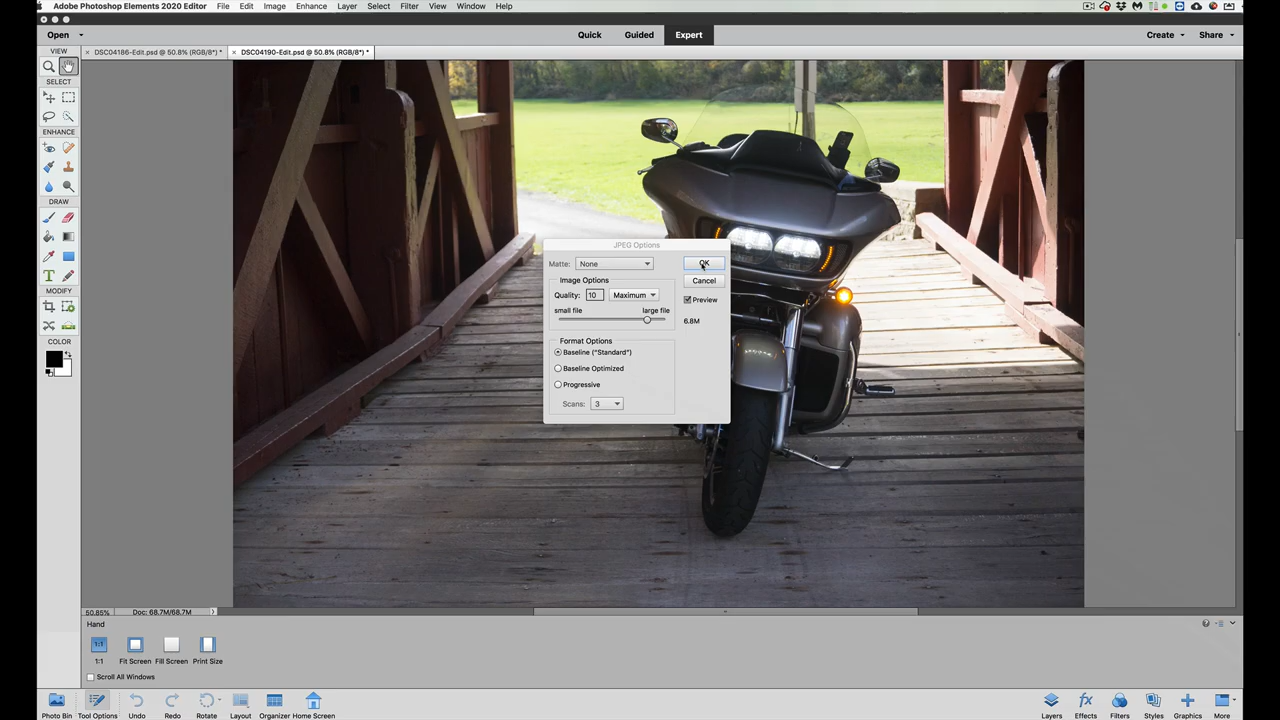 Adobe Photoshop Elements 2020 Editor File Edit Image Enhance Layer Select Filter View Window Help
Open Quick Guided Expert Create Share
VIEW
× DSC04186-Edit.psd @ 50.8% (RGB/8*) *
× DSC04190-Edit.psd @ 50.8% (RGB/8*) *
SELECT
ENHANCE
DRAW
MODIFY
COLOR
JPEG Options
Matte: None
OK
Image Options
Cancel
Quality: 10 Maximum
Preview
small file large file
6.8M
Format Options
Baseline ("Standard")
Baseline Optimized
Progressive
Scans: 3
50.85% Doc: 68.7M/68.7M
Hand
1:1
1:1 Fit Screen Fill Screen Print Size
Scroll All Windows
Photo Bin Tool Options Undo Redo Rotate Layout Organizer Home Screen Layers Effects Filters Styles Graphics More